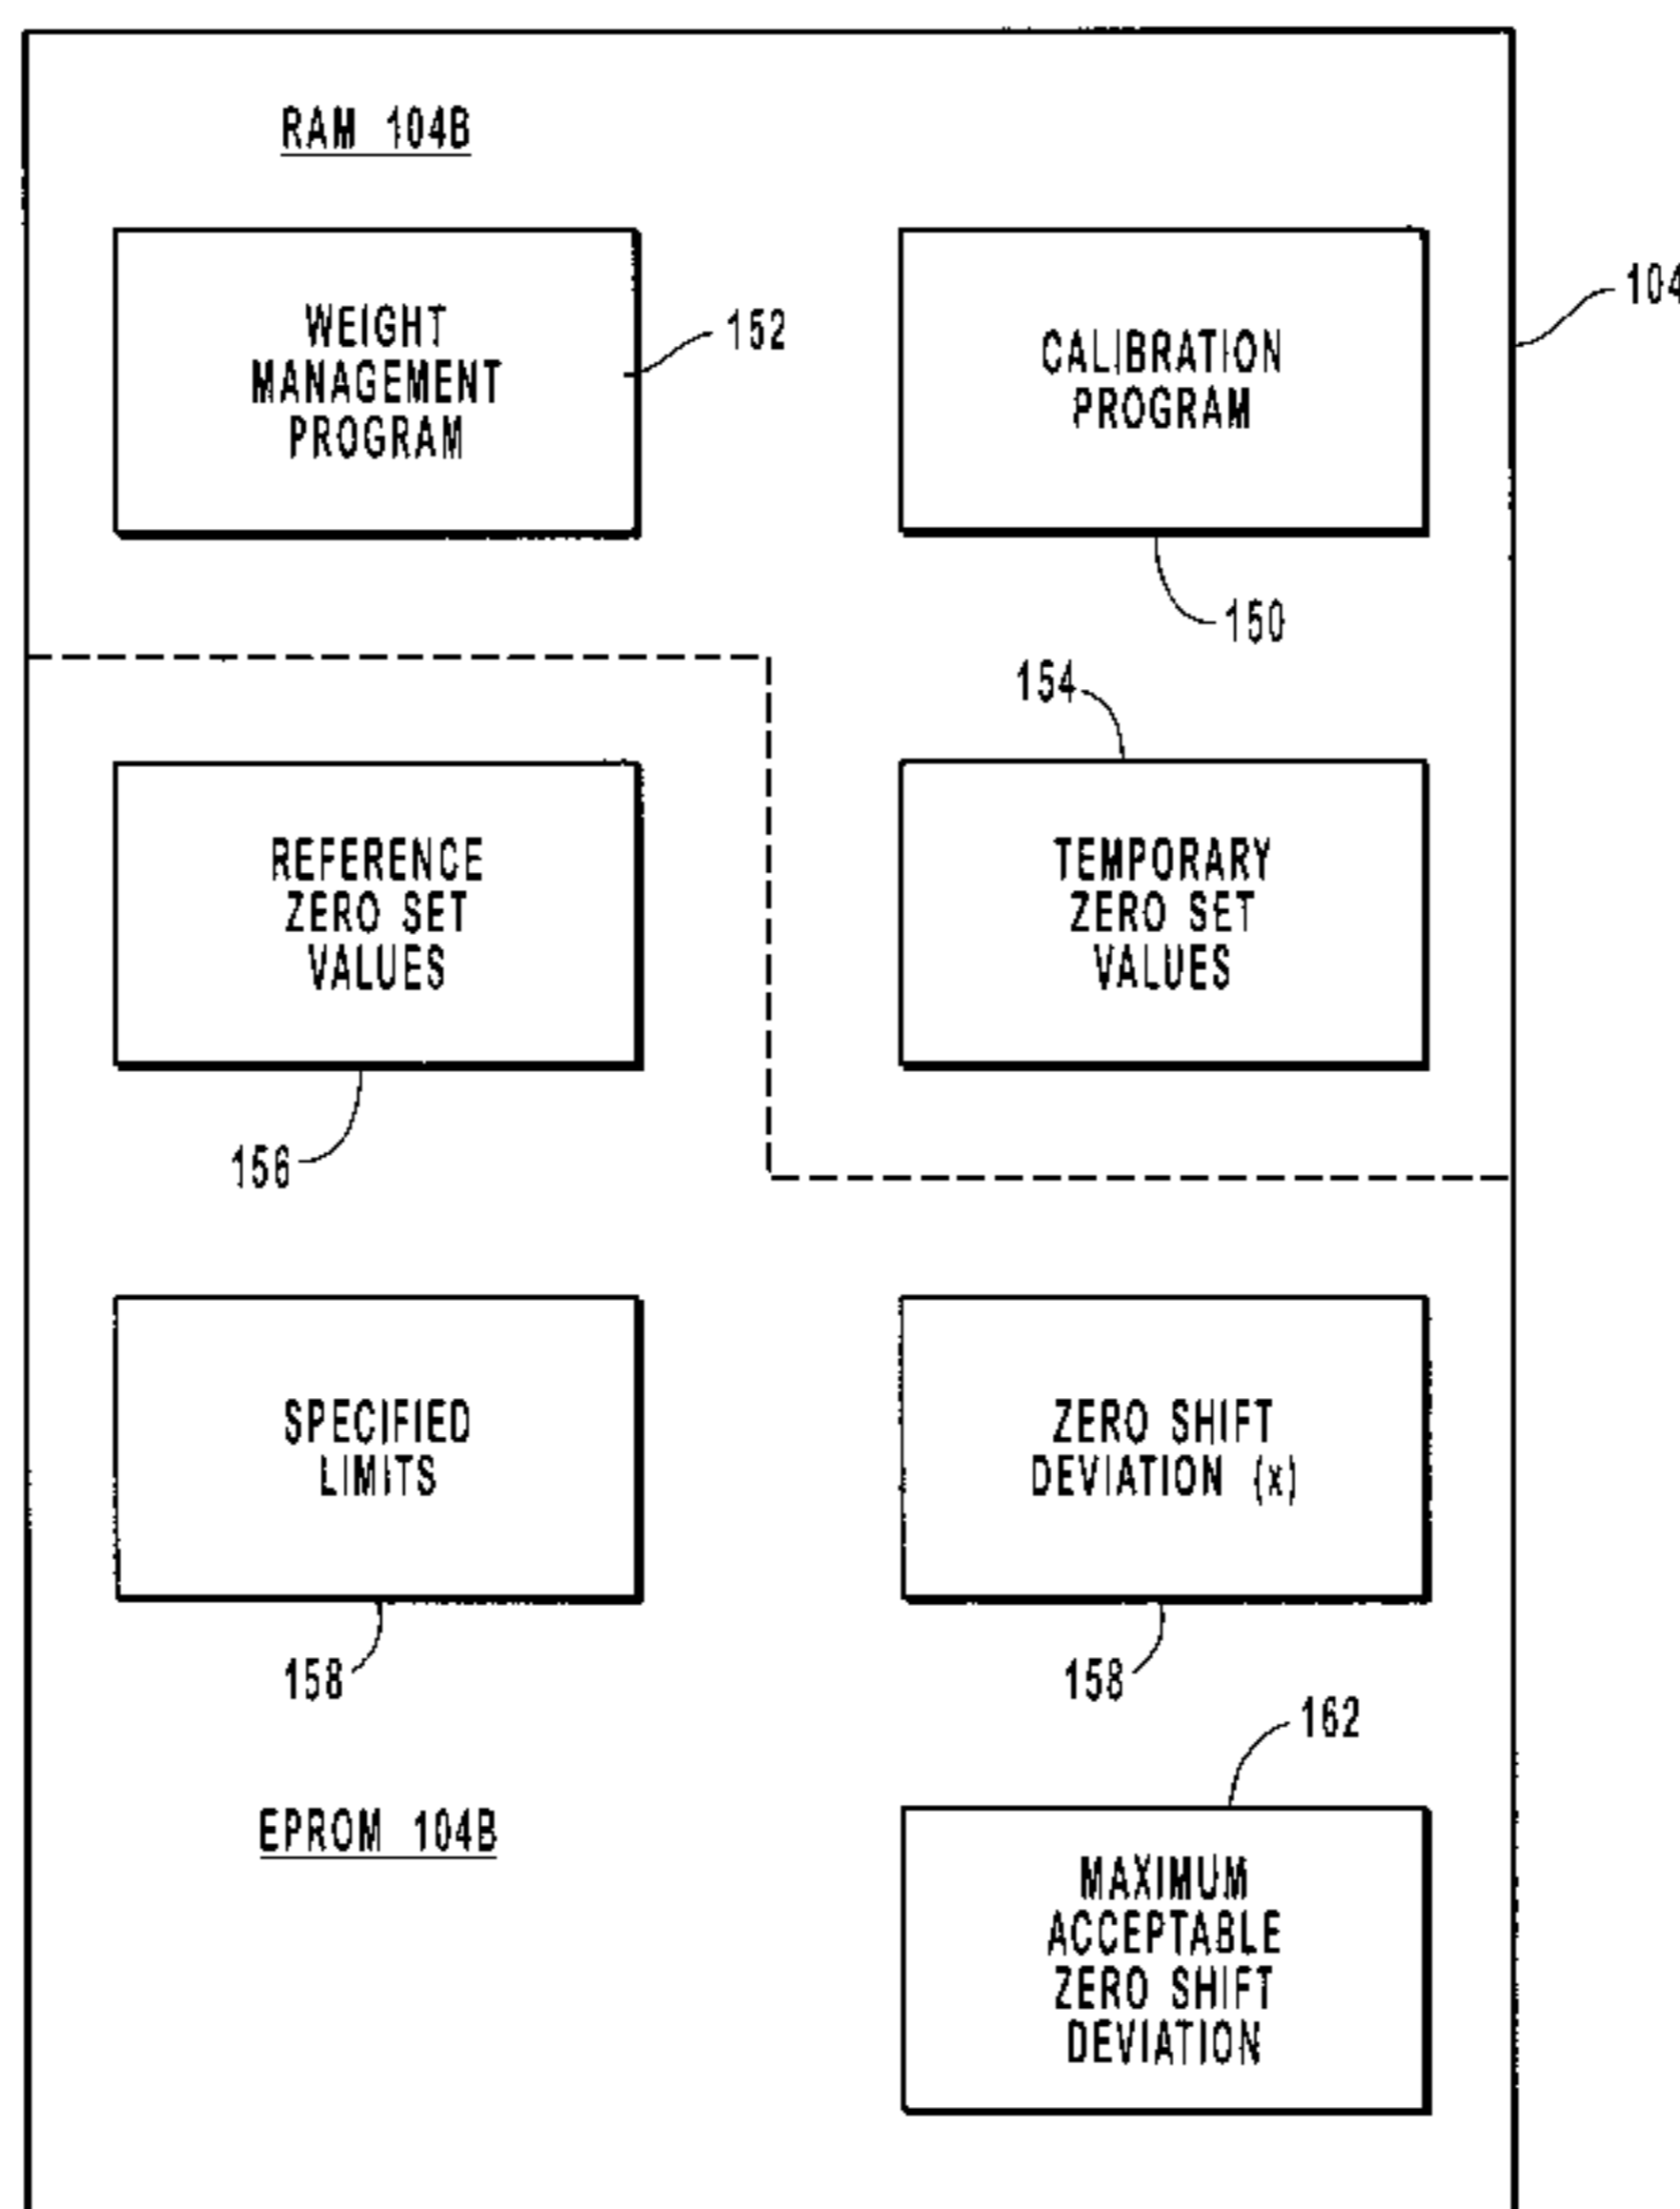 RAM 104B
WEIGHT
MANAGEMENT
PROGRAM
152
CALIBRATION
PROGRAM
104
150
154
REFERENCE
ZERO SET
VALUES
TEMPORARY
ZERO SET
VALUES
156
SPECIFIED
LIMITS
ZERO SHIFT
DEVIATION (x)
158
158
162
EPROM 104B
MAXIMUM
ACCEPTABLE
ZERO SHIFT
DEVIATION